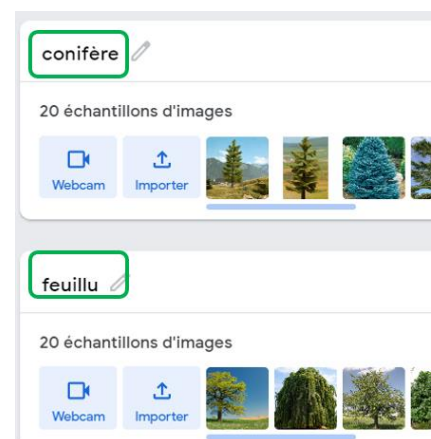 conifère
20 échantillons d'images
Webcam Importer
feuillu
20 échantillons d'images
Webcam Importer